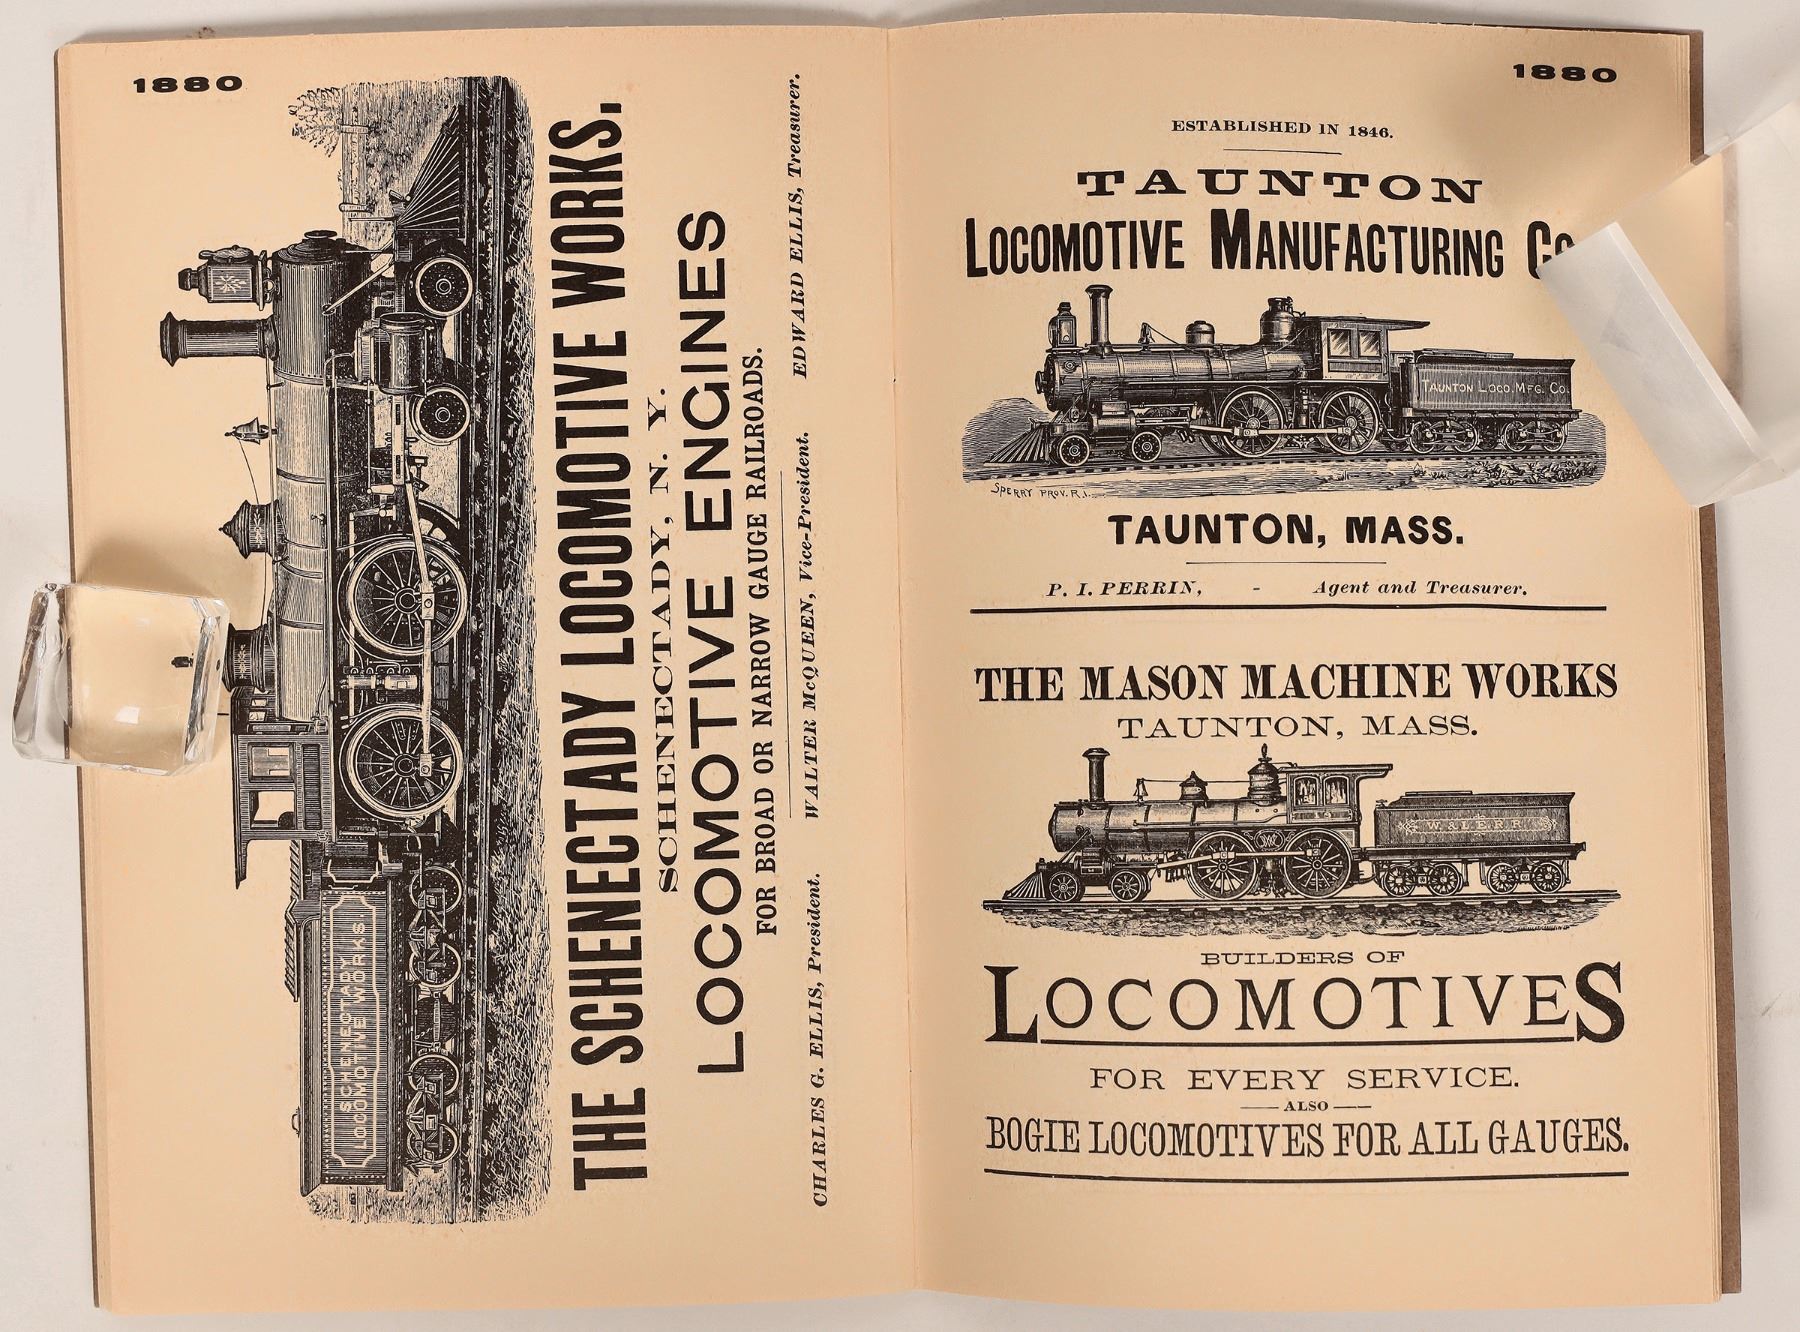 1880
SCHENECTADY
LOCOMOTIVE WORKS
THE SCHENECTADY LOCOMOTIVE WORKS,
SCHENECTADY, N. Y.
LOCOMOTIVE ENGINES
FOR BROAD OR NARROW GAUGE RAILROADS.
CHARLES G. ELLIS, President. WALTER McQUEEN, Vice-President. EDWARD ELLIS, Treasurer.
1880
ESTABLISHED IN 1846.
TAUNTON
LOCOMOTIVE MANUFACTURING Co
TAUNTON LOCO. MFG. CO.
SPERRY PROV. R.I.
TAUNTON, MASS.
P. I. PERRIN, - Agent and Treasurer.
THE MASON MACHINE WORKS
TAUNTON, MASS.
W. & L. E. R. R.
BUILDERS OF
LOCOMOTIVES
FOR EVERY SERVICE.
ALSO
BOGIE LOCOMOTIVES FOR ALL GAUGES.